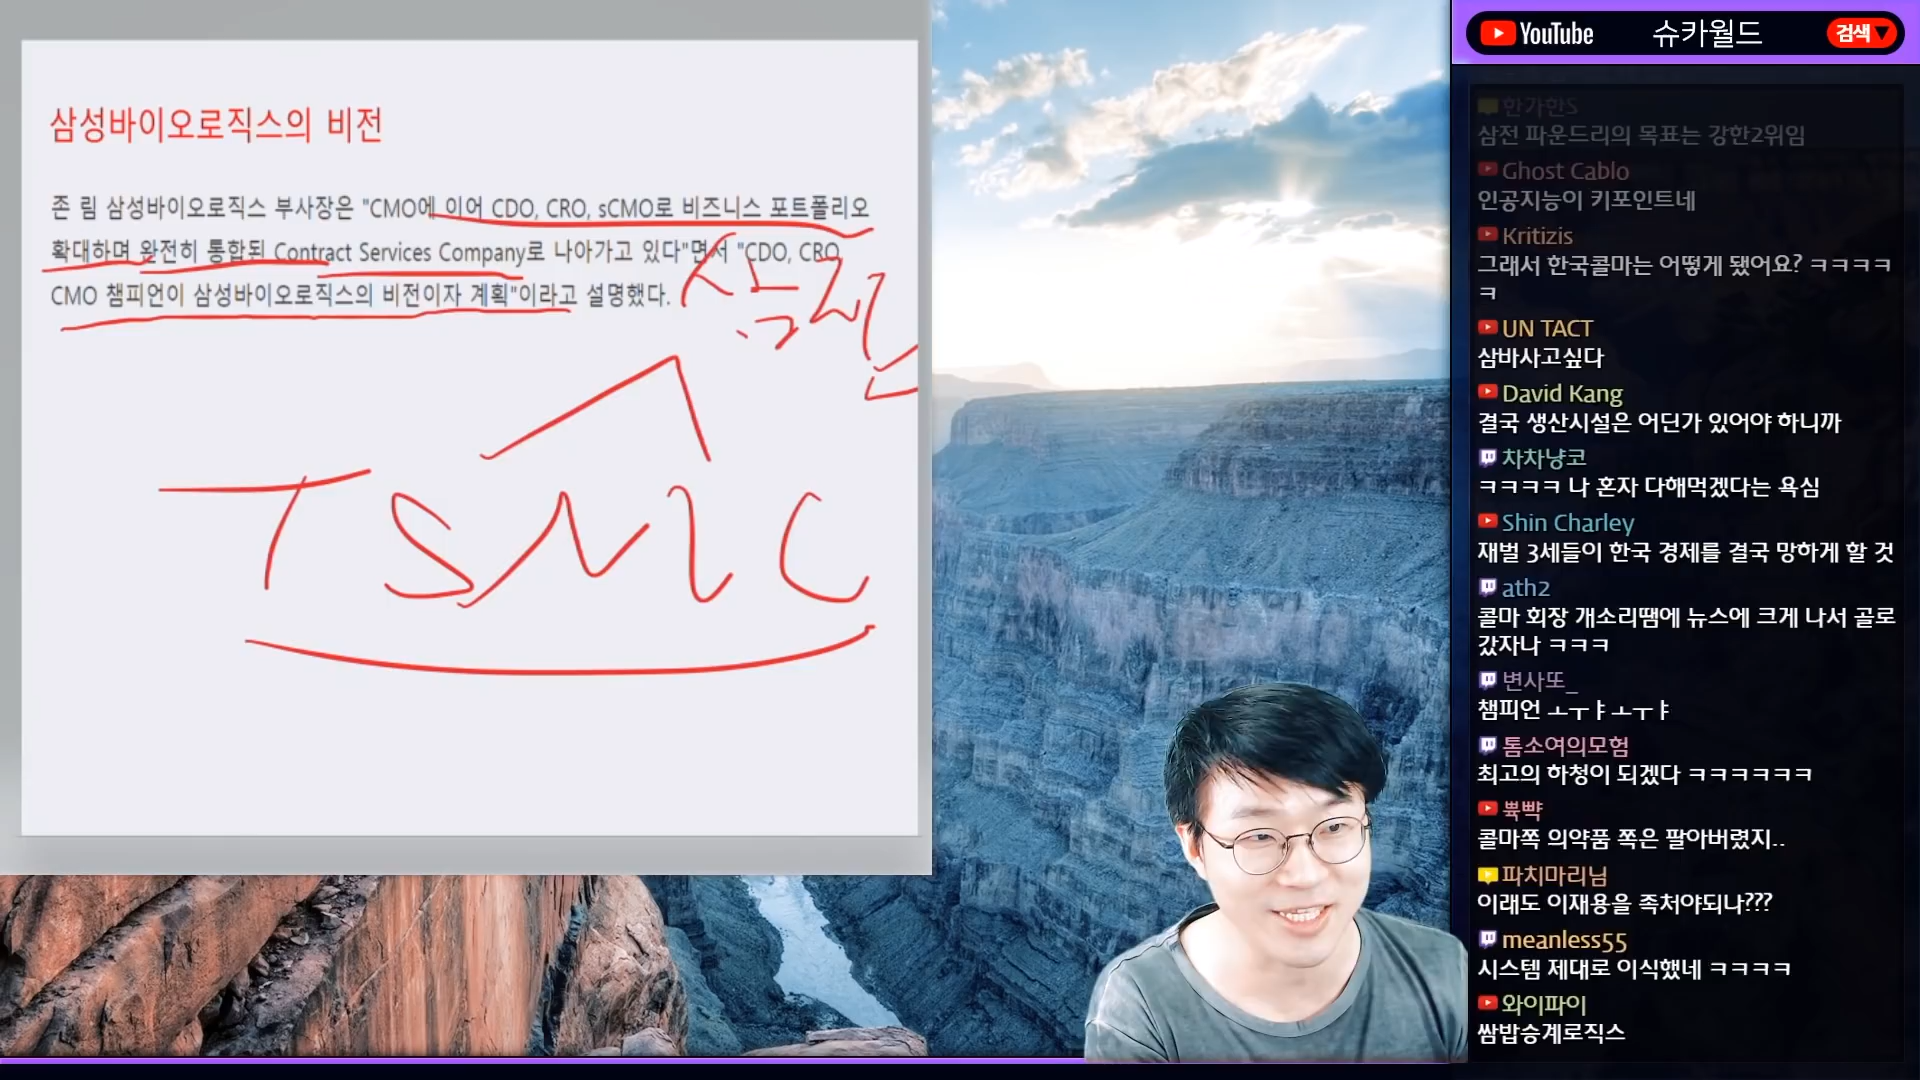 삼성바이오로직스의 비전
존 림 삼성바이오로직스 부사장은 "CMO에 이어 CDO, CRO, sCMO로 비즈니스 포트폴리오
확대하며 완전히 통합된 Contract Services Company로 나아가고 있다"면서 "CDO, CRO,
CMO 챔피언이 삼성바이오로직스의 비전이자 계획"이라고 설명했다.
삼전
TSMC
YouTube 슈카월드 검색▼
한가한S
삼전 파운드리의 목표는 강한2위임
Ghost Cablo
인공지능이 키포인트네
Kritizis
그래서 한국콜마는 어떻게 됐어요? ㅋㅋㅋㅋ
ㅋ
UN TACT
삼바사고싶다
David Kang
결국 생산시설은 어딘가 있어야 하니까
차차냥코
ㅋㅋㅋㅋ 나 혼자 다해먹겠다는 욕심
Shin Charley
재벌 3세들이 한국 경제를 결국 망하게 할 것
ath2
콜마 회장 개소리땜에 뉴스에 크게 나서 골로
갔자나 ㅋㅋㅋ
변사또_
챔피언 ㅗㅜㅑㅗㅜㅑ
톰소여의모험
최고의 하청이 되겠다 ㅋㅋㅋㅋㅋㅋ
쀽뺙
콜마쪽 의약품 쪽은 팔아버렸지..
파치마리님
이래도 이재용을 족처야되나???
meanless55
시스템 제대로 이식했네 ㅋㅋㅋㅋ
와이파이
쌈밥승계로직스